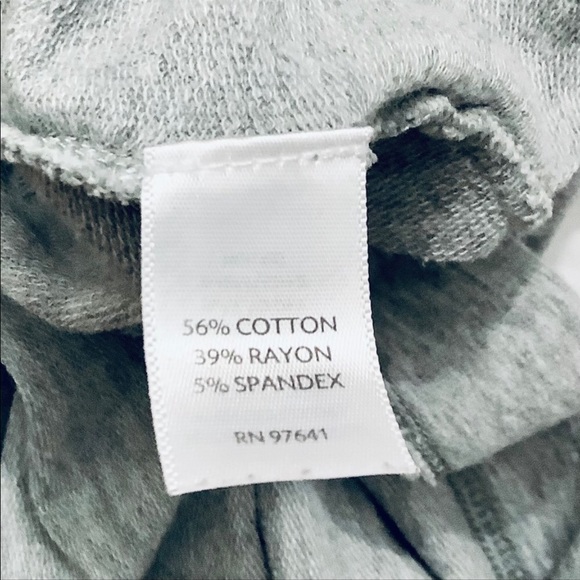 56% COTTON
39% RAYON
5% SPANDEX
RN 97641